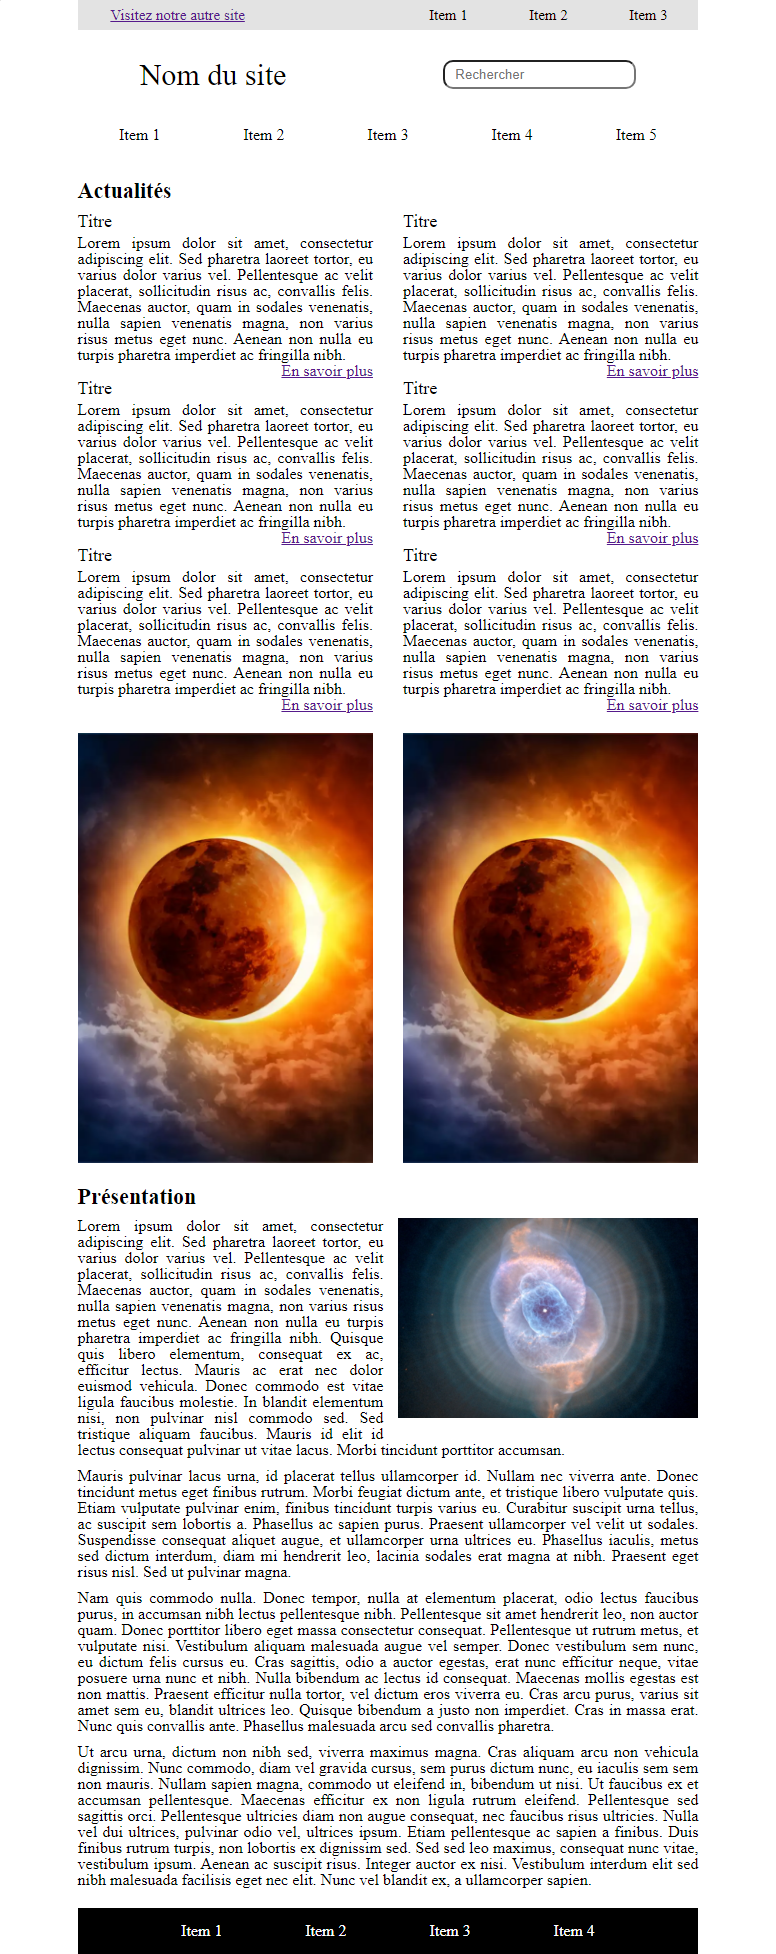 Visitez notre autre site Item 1 Item 2 Item 3
Nom du site Rechercher
Item 1 Item 2 Item 3 Item 4 Item 5
Actualités
Titre
Lorem ipsum dolor sit amet, consectetur
adipiscing elit. Sed pharetra laoreet tortor, eu
varius dolor varius vel. Pellentesque ac velit
placerat, sollicitudin risus ac, convallis felis.
Maecenas auctor, quam in sodales venenatis,
nulla sapien venenatis magna, non varius
risus metus eget nunc. Aenean non nulla eu
turpis pharetra imperdiet ac fringilla nibh.
En savoir plus
Titre
Lorem ipsum dolor sit amet, consectetur
adipiscing elit. Sed pharetra laoreet tortor, eu
varius dolor varius vel. Pellentesque ac velit
placerat, sollicitudin risus ac, convallis felis.
Maecenas auctor, quam in sodales venenatis,
nulla sapien venenatis magna, non varius
risus metus eget nunc. Aenean non nulla eu
turpis pharetra imperdiet ac fringilla nibh.
En savoir plus
Titre
Lorem ipsum dolor sit amet, consectetur
adipiscing elit. Sed pharetra laoreet tortor, eu
varius dolor varius vel. Pellentesque ac velit
placerat, sollicitudin risus ac, convallis felis.
Maecenas auctor, quam in sodales venenatis,
nulla sapien venenatis magna, non varius
risus metus eget nunc. Aenean non nulla eu
turpis pharetra imperdiet ac fringilla nibh.
En savoir plus
Titre
Lorem ipsum dolor sit amet, consectetur
adipiscing elit. Sed pharetra laoreet tortor, eu
varius dolor varius vel. Pellentesque ac velit
placerat, sollicitudin risus ac, convallis felis.
Maecenas auctor, quam in sodales venenatis,
nulla sapien venenatis magna, non varius
risus metus eget nunc. Aenean non nulla eu
turpis pharetra imperdiet ac fringilla nibh.
En savoir plus
Titre
Lorem ipsum dolor sit amet, consectetur
adipiscing elit. Sed pharetra laoreet tortor, eu
varius dolor varius vel. Pellentesque ac velit
placerat, sollicitudin risus ac, convallis felis.
Maecenas auctor, quam in sodales venenatis,
nulla sapien venenatis magna, non varius
risus metus eget nunc. Aenean non nulla eu
turpis pharetra imperdiet ac fringilla nibh.
En savoir plus
Titre
Lorem ipsum dolor sit amet, consectetur
adipiscing elit. Sed pharetra laoreet tortor, eu
varius dolor varius vel. Pellentesque ac velit
placerat, sollicitudin risus ac, convallis felis.
Maecenas auctor, quam in sodales venenatis,
nulla sapien venenatis magna, non varius
risus metus eget nunc. Aenean non nulla eu
turpis pharetra imperdiet ac fringilla nibh.
En savoir plus
Présentation
Lorem ipsum dolor sit amet, consectetur
adipiscing elit. Sed pharetra laoreet tortor, eu
varius dolor varius vel. Pellentesque ac velit
placerat, sollicitudin risus ac, convallis felis.
Maecenas auctor, quam in sodales venenatis,
nulla sapien venenatis magna, non varius risus
metus eget nunc. Aenean non nulla eu turpis
pharetra imperdiet ac fringilla nibh. Quisque
quis libero elementum, consequat ex ac,
efficitur lectus. Mauris ac erat nec dolor
euismod vehicula. Donec commodo est vitae
ligula faucibus molestie. In blandit elementum
nisi, non pulvinar nisl commodo sed. Sed
tristique aliquam faucibus. Mauris id elit id
lectus consequat pulvinar ut vitae lacus. Morbi tincidunt porttitor accumsan.
Mauris pulvinar lacus urna, id placerat tellus ullamcorper id. Nullam nec viverra ante. Donec
tincidunt metus eget finibus rutrum. Morbi feugiat dictum ante, et tristique libero vulputate quis.
Etiam vulputate pulvinar enim, finibus tincidunt turpis varius eu. Curabitur suscipit urna tellus,
ac suscipit sem lobortis a. Phasellus ac sapien purus. Praesent ullamcorper vel velit ut sodales.
Suspendisse consequat aliquet augue, et ullamcorper urna ultrices eu. Phasellus iaculis, metus
sed dictum interdum, diam mi hendrerit leo, lacinia sodales erat magna at nibh. Praesent eget
risus nisl. Sed ut pulvinar magna.
Nam quis commodo nulla. Donec tempor, nulla at elementum placerat, odio lectus faucibus
purus, in accumsan nibh lectus pellentesque nibh. Pellentesque sit amet hendrerit leo, non auctor
quam. Donec porttitor libero eget massa consectetur consequat. Pellentesque ut rutrum metus, et
vulputate nisi. Vestibulum aliquam malesuada augue vel semper. Donec vestibulum sem nunc,
eu dictum felis cursus eu. Cras sagittis, odio a auctor egestas, erat nunc efficitur neque, vitae
posuere urna nunc et nibh. Nulla bibendum ac lectus id consequat. Maecenas mollis egestas est
non mattis. Praesent efficitur nulla tortor, vel dictum eros viverra eu. Cras arcu purus, varius sit
amet sem eu, blandit ultrices leo. Quisque bibendum a justo non imperdiet. Cras in massa erat.
Nunc quis convallis ante. Phasellus malesuada arcu sed convallis pharetra.
Ut arcu urna, dictum non nibh sed, viverra maximus magna. Cras aliquam arcu non vehicula
dignissim. Nunc commodo, diam vel gravida cursus, sem purus dictum nunc, eu iaculis sem sem
non mauris. Nullam sapien magna, commodo ut eleifend in, bibendum ut nisi. Ut faucibus ex et
accumsan pellentesque. Maecenas efficitur ex non ligula rutrum eleifend. Pellentesque sed
sagittis orci. Pellentesque ultricies diam non augue consequat, nec faucibus risus ultricies. Nulla
vel dui ultrices, pulvinar odio vel, ultrices ipsum. Etiam pellentesque ac sapien a finibus. Duis
finibus rutrum turpis, non lobortis ex dignissim sed. Sed sed leo maximus, consequat nunc vitae,
vestibulum ipsum. Aenean ac suscipit risus. Integer auctor ex nisi. Vestibulum interdum elit sed
nibh malesuada facilisis eget nec elit. Nunc vel blandit ex, a ullamcorper sapien.
Item 1 Item 2 Item 3 Item 4